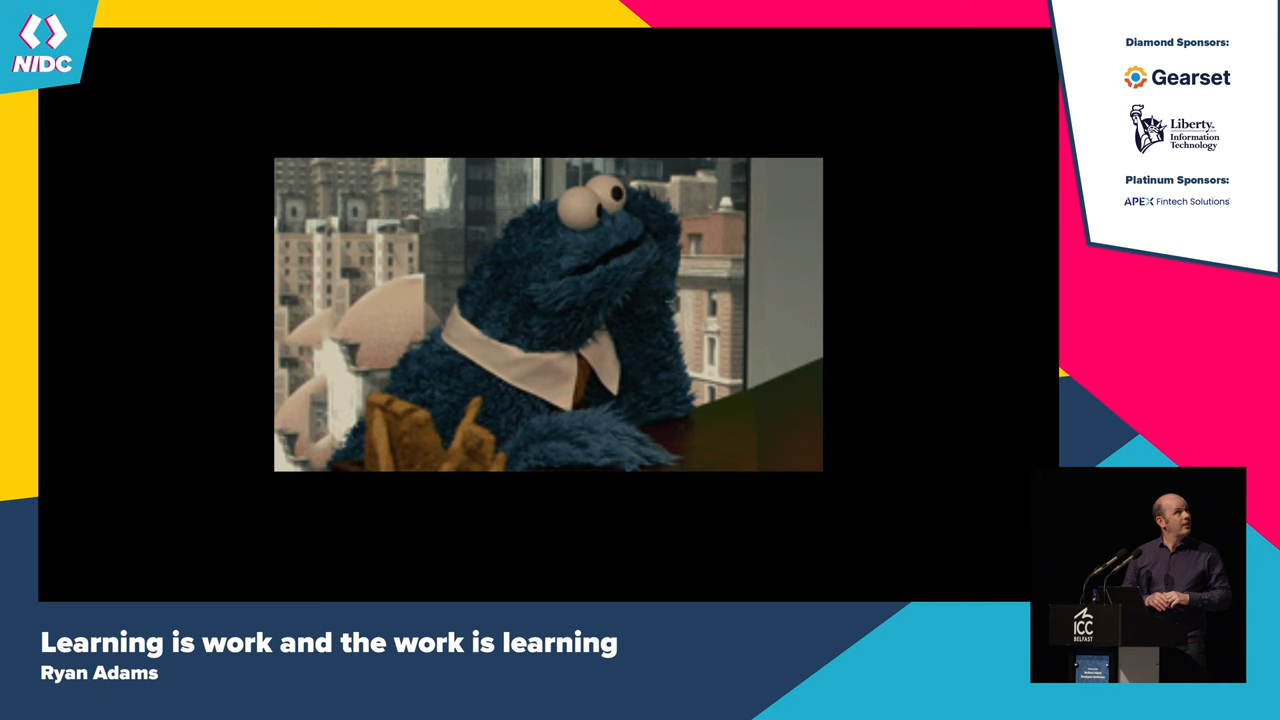 NIDC
Diamond Sponsors:
Gearset
Liberty
Information
Technology
Platinum Sponsors:
APEX Fintech Solutions
ICC
BELFAST
Learning is work and the work is learning
Ryan Adams